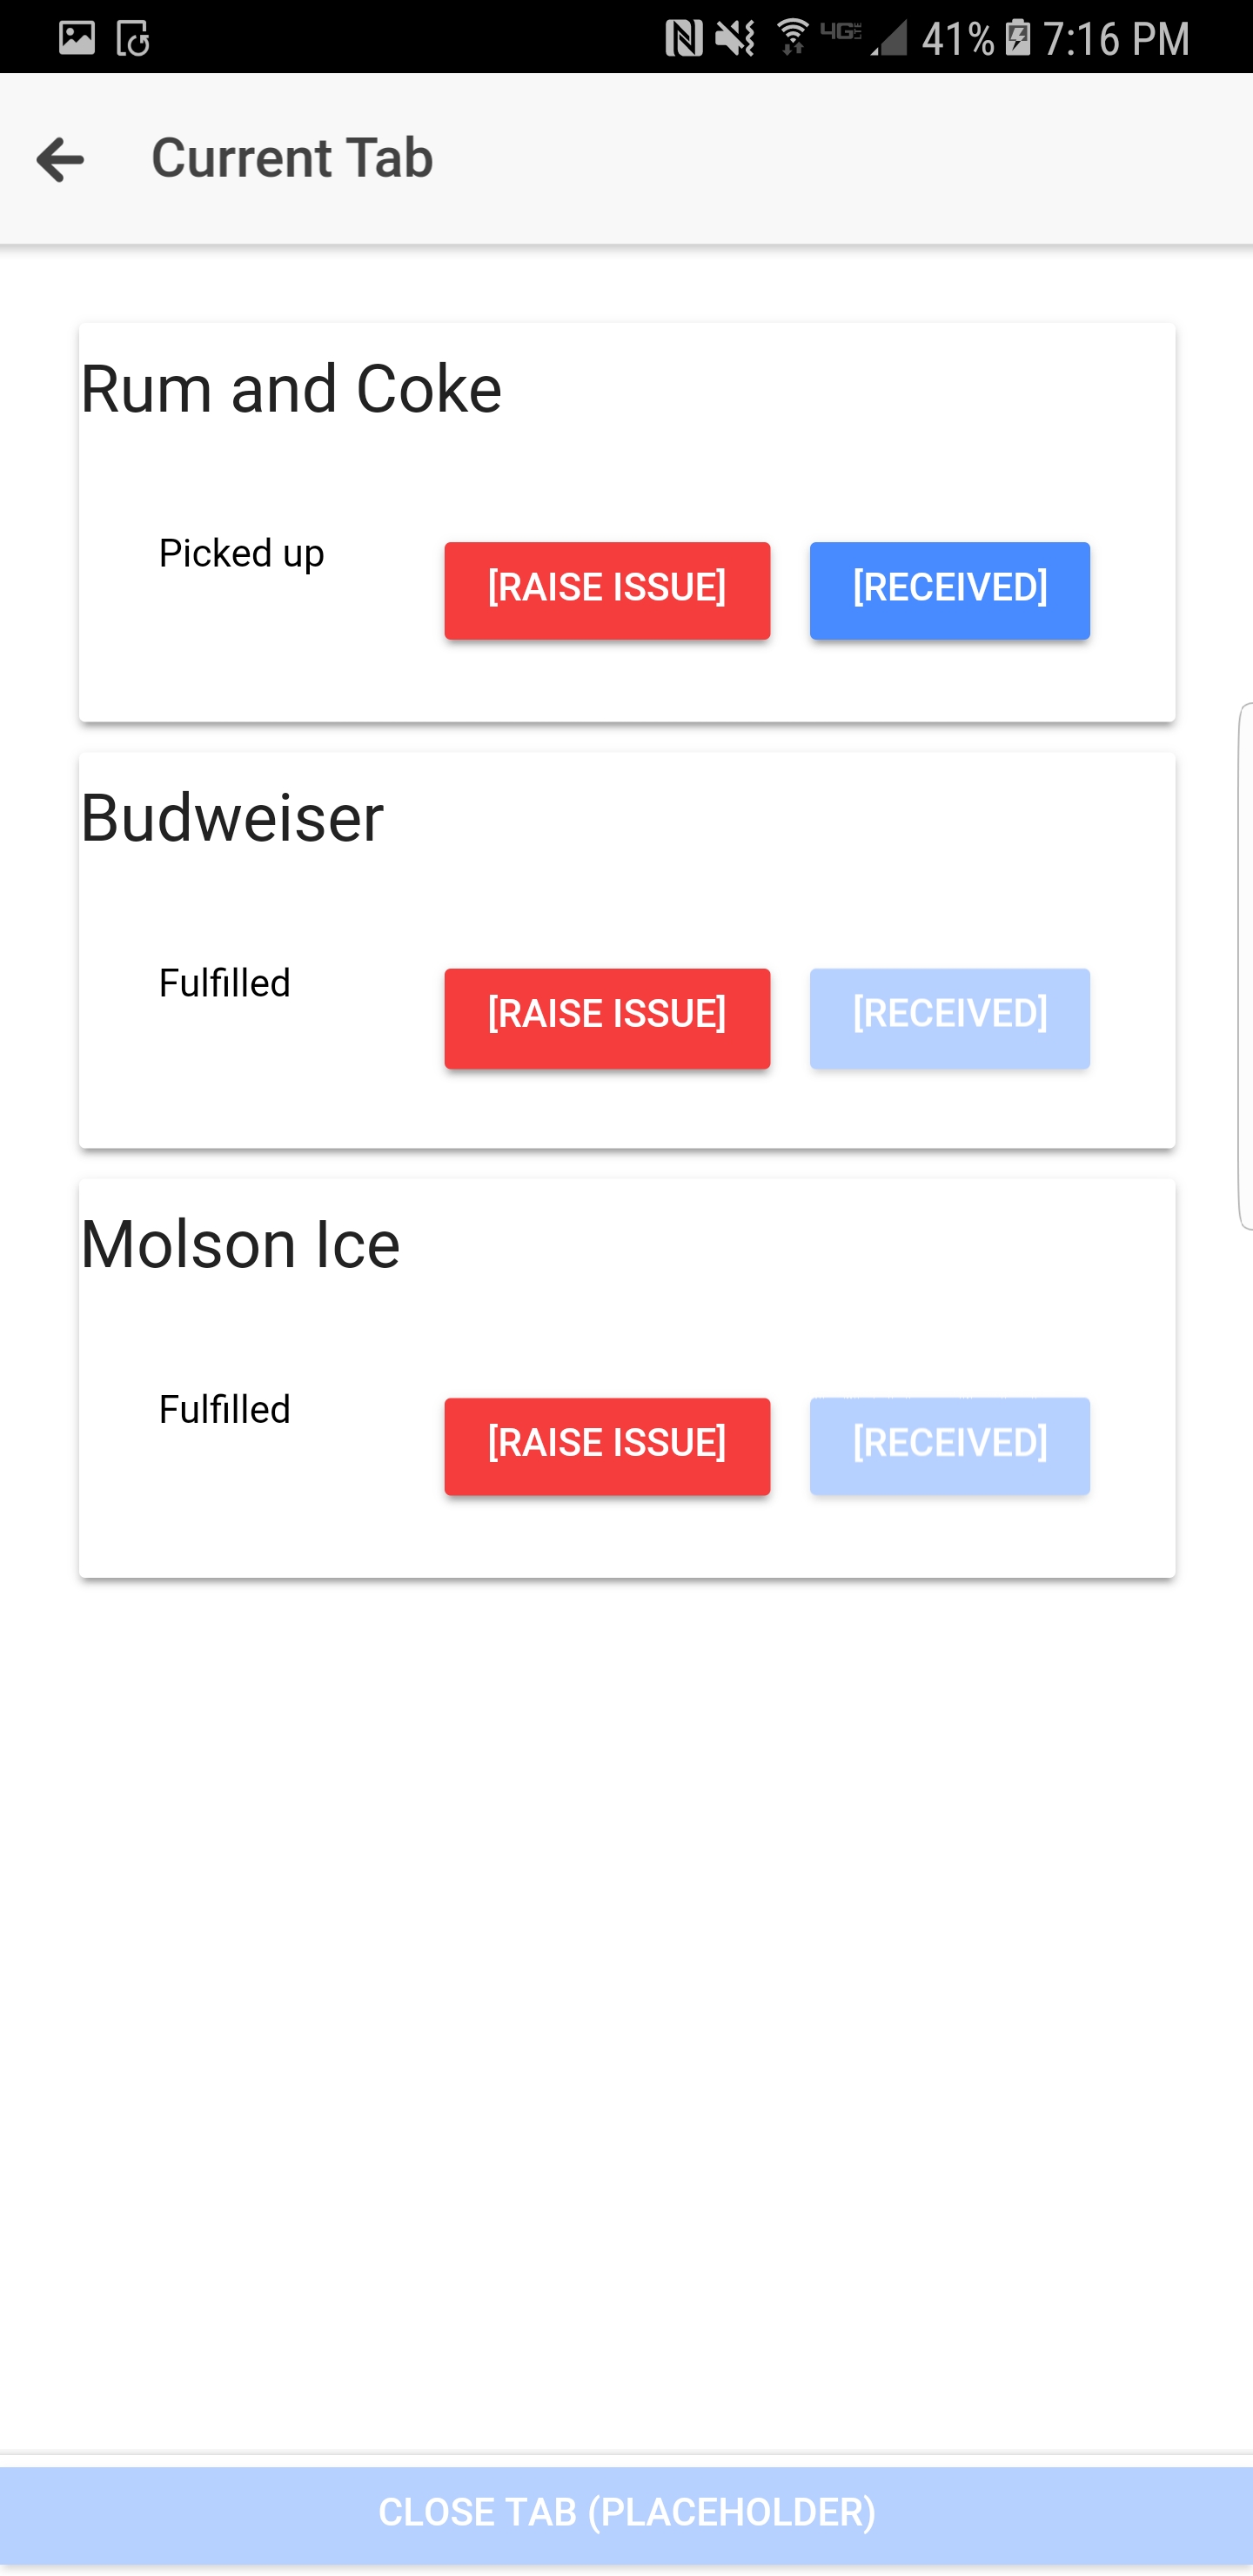 4G LTE 41% 7:16 PM
Current Tab
Rum and Coke
Picked up [RAISE ISSUE] [RECEIVED]
Budweiser
Fulfilled [RAISE ISSUE] [RECEIVED]
Molson Ice
Fulfilled [RAISE ISSUE] [RECEIVED]
CLOSE TAB (PLACEHOLDER)